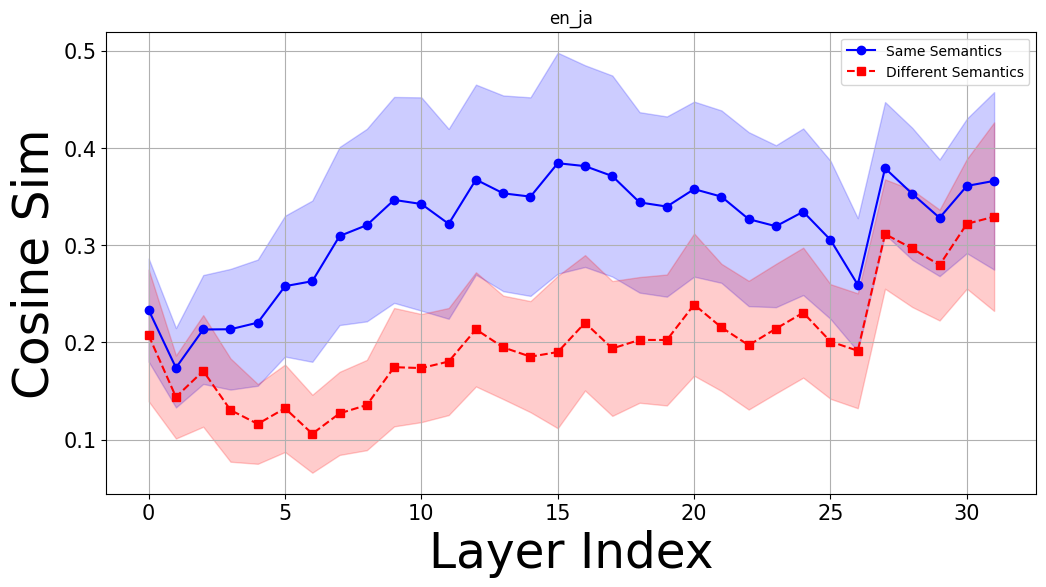 en_ja
Same Semantics
Different Semantics
Cosine Sim
0.5
0.4
0.3
0.2
0.1
0 5 10 15 20 25 30
Layer Index